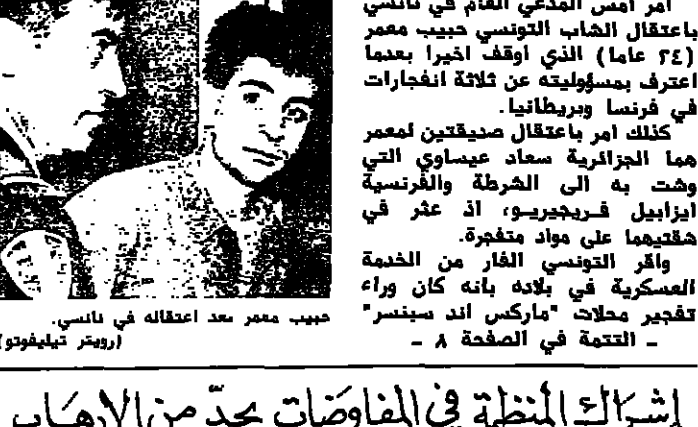 امر امس المدعي العام في نانسي
باعتقال الشاب التونسي حبيب معمر
(٢٤ عاما) الذي اوقف اخيرا بعدما
اعترف بمسؤوليته عن ثلاثة انفجارات
في فرنسا وبريطانيا.
كذلك امر باعتقال صديقتين لمعمر
هما الجزائرية سعاد عيساوي التي
وشت به الى الشرطة والفرنسية
ايزابيل فريجيريو، اذ عثر في
شقتيهما على مواد متفجرة.
واقر التونسي الفار من الخدمة
العسكرية في بلاده بانه كان وراء
تفجير محلات "ماركس اند سبنسر"
ـ التتمة في الصفحة ٨ ـ
حبيب معمر بعد اعتقاله في نانسي.
(رويتر تيليفوتو)
إشراك المنظمة في المفاوضات يحدّ من الارهاب